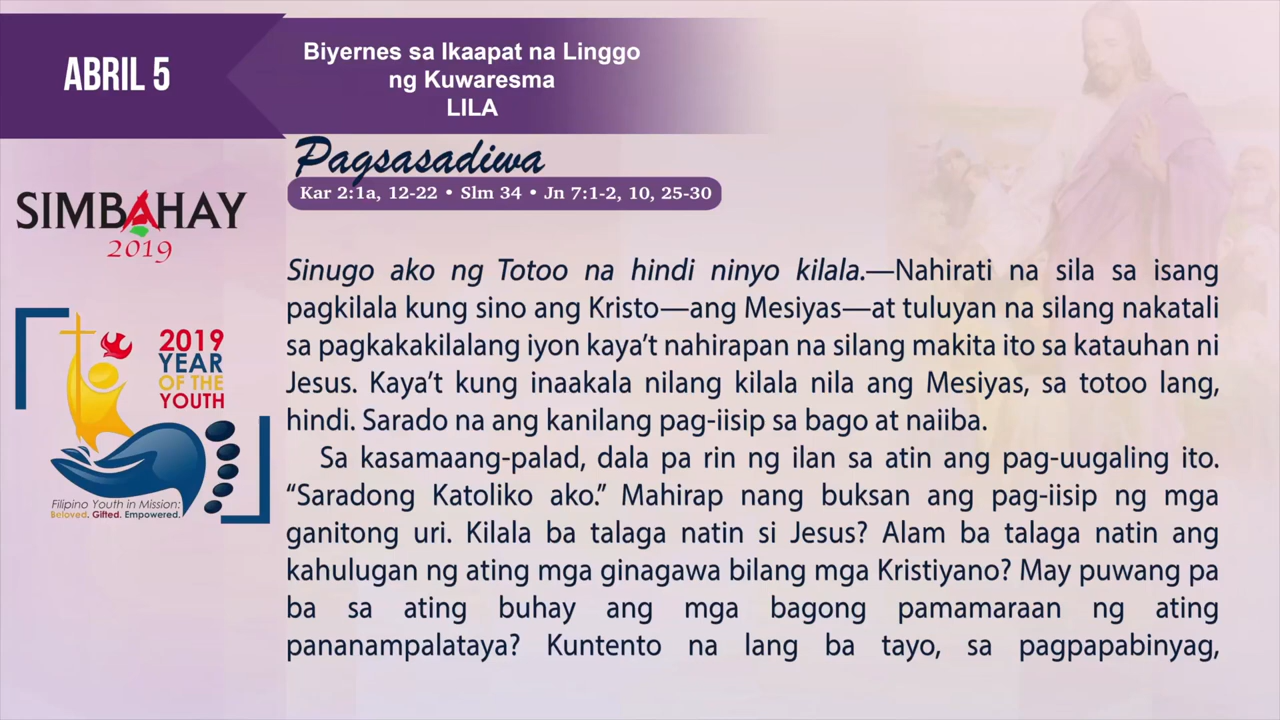 ABRIL 5
Biyernes sa Ikaapat na Linggo
ng Kuwaresma
LILA
Pagsasadiwa
Kar 2:1a, 12-22 • Slm 34 • Jn 7:1-2, 10, 25-30
SIMBAHAY
2019
2019
YEAR
OF THE
YOUTH
Filipino Youth in Mission:
Beloved. Gifted. Empowered.
Sinugo ako ng Totoo na hindi ninyo kilala.—Nahirati na sila sa isang
pagkilala kung sino ang Kristo—ang Mesiyas—at tuluyan na silang nakatali
sa pagkakakilalang iyon kaya’t nahirapan na silang makita ito sa katauhan ni
Jesus. Kaya’t kung inaakala nilang kilala nila ang Mesiyas, sa totoo lang,
hindi. Sarado na ang kanilang pag-iisip sa bago at naiiba.
Sa kasamaang-palad, dala pa rin ng ilan sa atin ang pag-uugaling ito.
“Saradong Katoliko ako.” Mahirap nang buksan ang pag-iisip ng mga
ganitong uri. Kilala ba talaga natin si Jesus? Alam ba talaga natin ang
kahulugan ng ating mga ginagawa bilang mga Kristiyano? May puwang pa
ba sa ating buhay ang mga bagong pamamaraan ng ating
pananampalataya? Kuntento na lang ba tayo, sa pagpapabinyag,